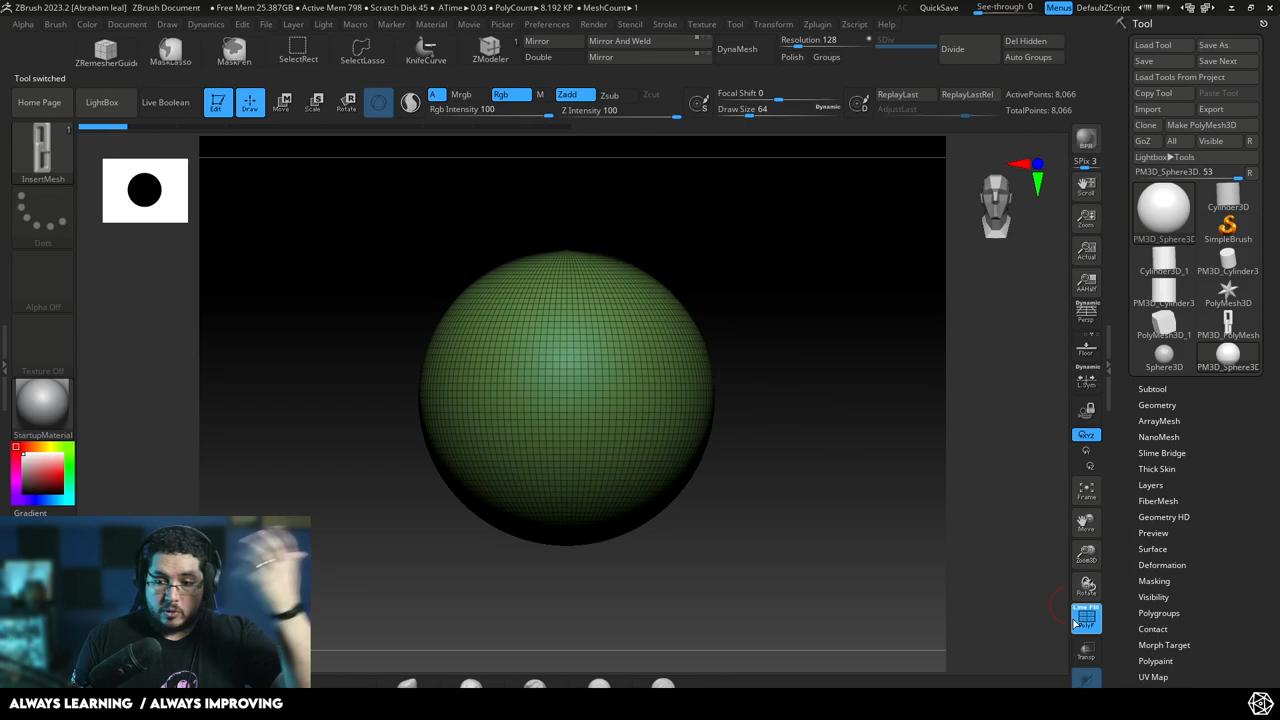 ZBrush 2023.2 [Abraham leal]
ZBrush Document
• Free Mem 25.387GB • Active Mem 798 • Scratch Disk 45 • ATime▸0.03 • PolyCount▸8.192 KP • MeshCount▸1
AC
QuickSave
See-through 0
Menus
DefaultZScript
Alpha Brush Color Document Draw Dynamics Edit File Layer Light Macro Marker Material Movie Picker Preferences Render Stencil Stroke Texture Tool Transform Zplugin Zscript Help
Tool
ZRemesherGuide
MaskLasso
MaskPen
SelectRect
SelectLasso
KnifeCurve
ZModeler
1
Mirror
Double
Mirror And Weld
Mirror
DynaMesh
Resolution 128
Polish
Groups
SDiv
Divide
Del Hidden
Auto Groups
Tool switched
Home Page
LightBox
Live Boolean
Edit
Draw
Move
Scale
Rotate
A
Mrgb
Rgb
M
Rgb Intensity 100
Zadd
Zsub
Zcut
Z Intensity 100
S
Focal Shift 0
Draw Size 64
Dynamic
D
ReplayLast
ReplayLastRel
AdjustLast
ActivePoints: 8,066
TotalPoints: 8,066
1
InsertMesh
Dots
Alpha Off
Texture Off
StartupMaterial
Gradient
BPR
SPix 3
Scroll
Zoom
Actual
AAHalf
Dynamic
Persp
Floor
Dynamic
L.Sym
XYZ
Frame
Move
Zoom3D
Rotate
Line Fill
PolyF
Transp
Load Tool
Save As
Save
Save Next
Load Tools From Project
Copy Tool
Paste Tool
Import
Export
Clone
Make PolyMesh3D
GoZ
All
Visible
R
Lightbox▸Tools
PM3D_Sphere3D. 53
R
PM3D_Sphere3D
Cylinder3D
SimpleBrush
Cylinder3D_1
PM3D_Cylinder3
PM3D_Cylinder3
PolyMesh3D
PolyMesh3D_1
PM3D_PolyMesh
Sphere3D
PM3D_Sphere3D
Subtool
Geometry
ArrayMesh
NanoMesh
Slime Bridge
Thick Skin
Layers
FiberMesh
Geometry HD
Preview
Surface
Deformation
Masking
Visibility
Polygroups
Contact
Morph Target
Polypaint
UV Map
ALWAYS LEARNING / ALWAYS IMPROVING